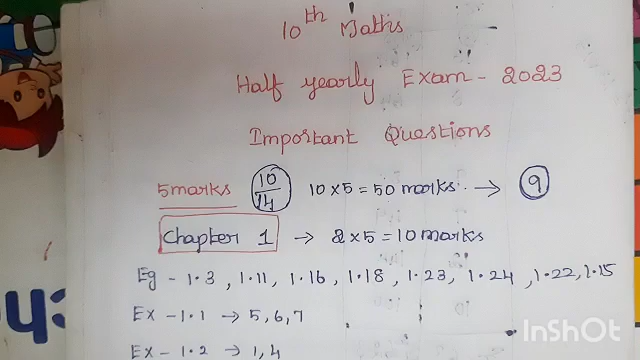 10th Maths
Half yearly Exam - 2023
Important Questions
5marks 10/14 10 x 5 = 50 marks. → 9
Chapter 1 → 2 x 5 = 10 marks
Eg - 1.3, 1.11, 1.16, 1.18, 1.23, 1.24, 1.22, 1.15
Ex - 1.1 → 5, 6, 7
Ex - 1.2 → 1, 4
InShOt